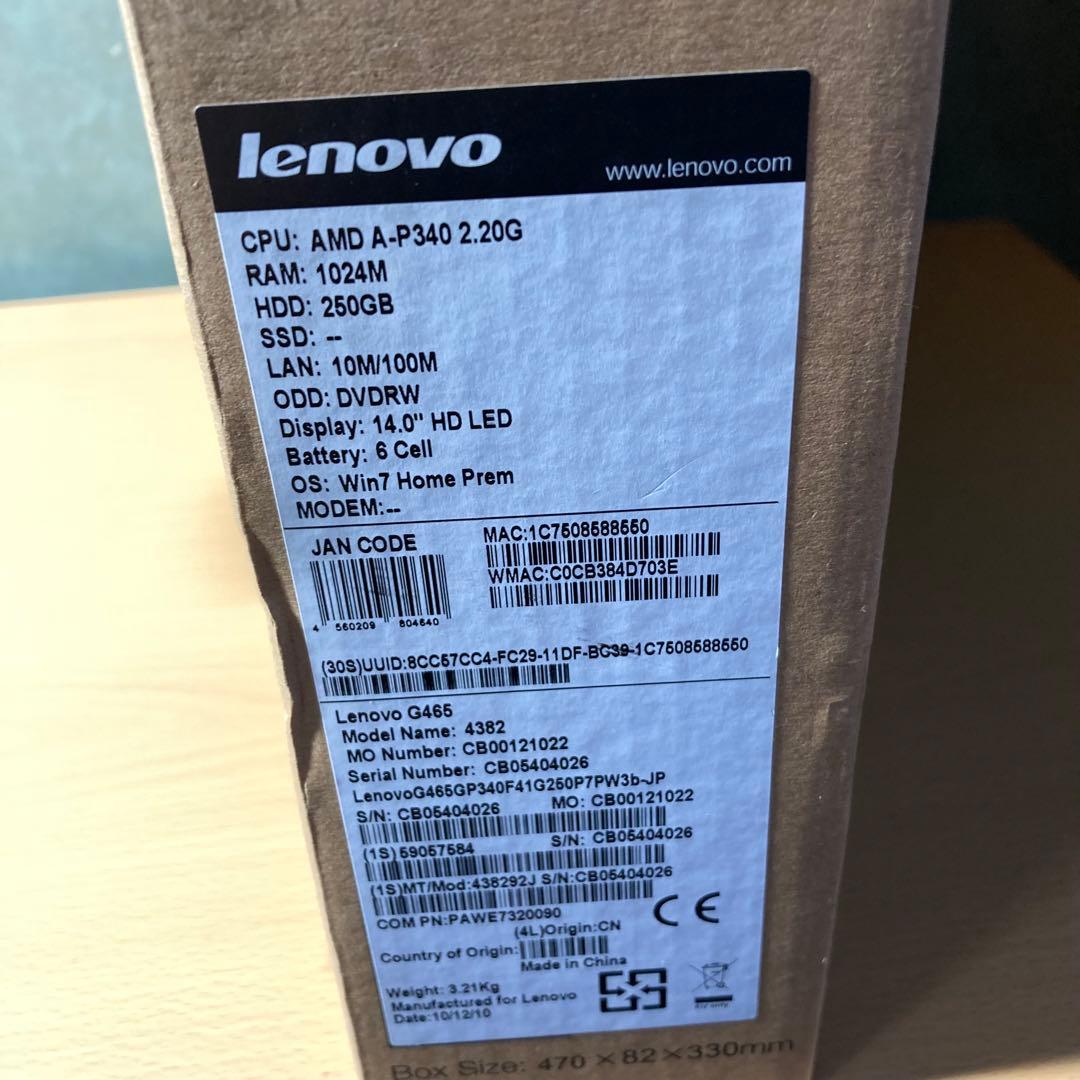 lenovo
www.lenovo.com
CPU: AMD A-P340 2.20G
RAM: 1024M
HDD: 250GB
SSD: --
LAN: 10M/100M
ODD: DVDRW
Display: 14.0" HD LED
Battery: 6 Cell
OS: Win7 Home Prem
MODEM:--
JAN CODE
4 560209 804640
MAC:1C7508588550
WMAC:C0CB384D703E
(30S)UUID:8CC57CC4-FC29-11DF-BC39-1C7508588550
Lenovo G465
Model Name: 4382
MO Number: CB00121022
Serial Number: CB05404026
LenovoG465GP340F41G250P7PW3b-JP
S/N: CB05404026 MO: CB00121022
(1S)59057584 S/N: CB05404026
(1S)MT/Mod:438292J S/N:CB05404026
COM PN:PAWE7320090
(4L)Origin:CN
Country of Origin:
Made in China
Weight: 3.21Kg
Manufactured for Lenovo
Date:10/12/10
CE
EU only
Box Size: 470×82×330mm